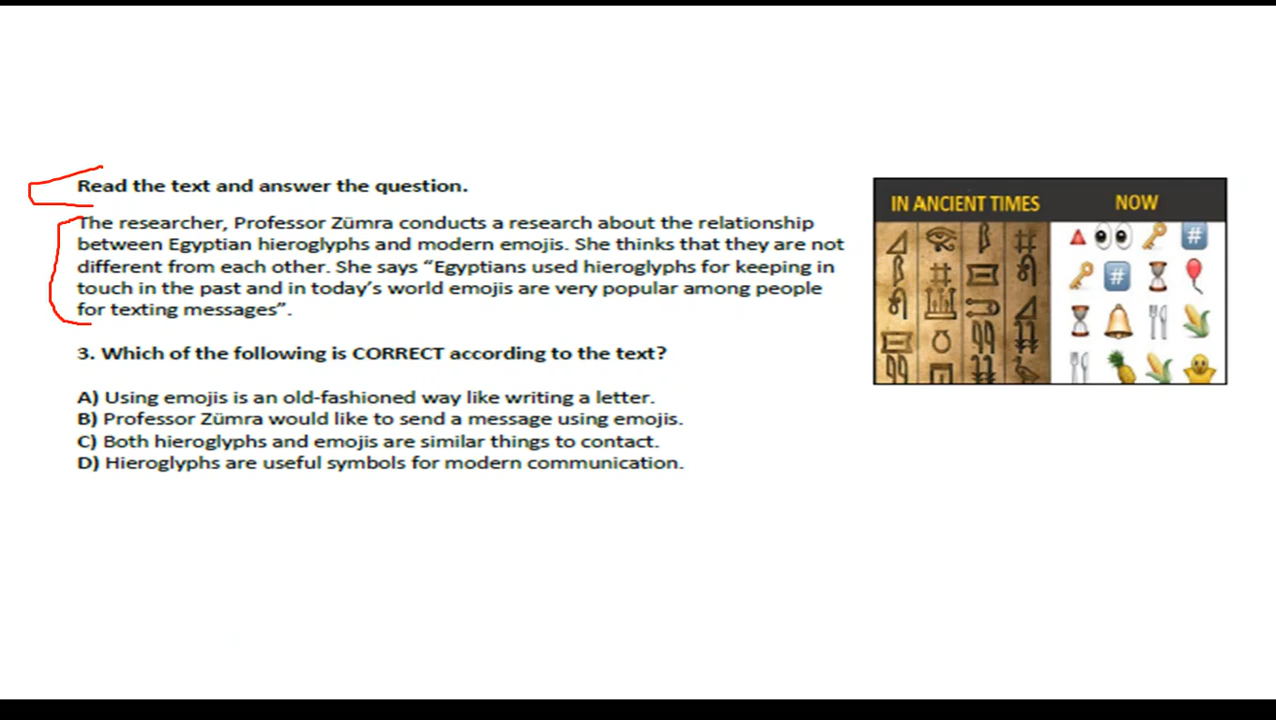 Read the text and answer the question.
The researcher, Professor Zümra conducts a research about the relationship
between Egyptian hieroglyphs and modern emojis. She thinks that they are not
different from each other. She says “Egyptians used hieroglyphs for keeping in
touch in the past and in today’s world emojis are very popular among people
for texting messages”.
3. Which of the following is CORRECT according to the text?
A) Using emojis is an old-fashioned way like writing a letter.
B) Professor Zümra would like to send a message using emojis.
C) Both hieroglyphs and emojis are similar things to contact.
D) Hieroglyphs are useful symbols for modern communication.
IN ANCIENT TIMES NOW